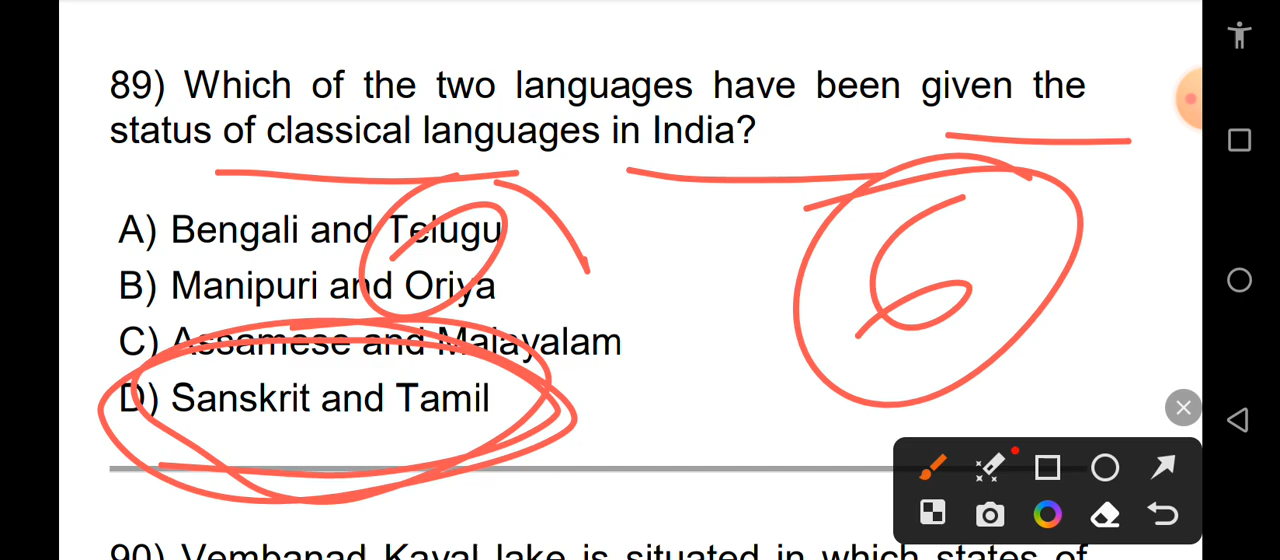 89) Which of the two languages have been given the
status of classical languages in India?
A) Bengali and Telugu
B) Manipuri and Oriya
C) Assamese and Malayalam
D) Sanskrit and Tamil
6
90) Vembanad Kayal lake is situated in which states of